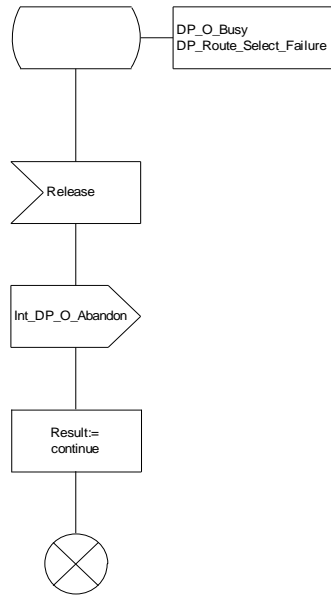 DP_O_Busy
DP_Route_Select_Failure
Release
Int_DP_O_Abandon
Result:=
continue